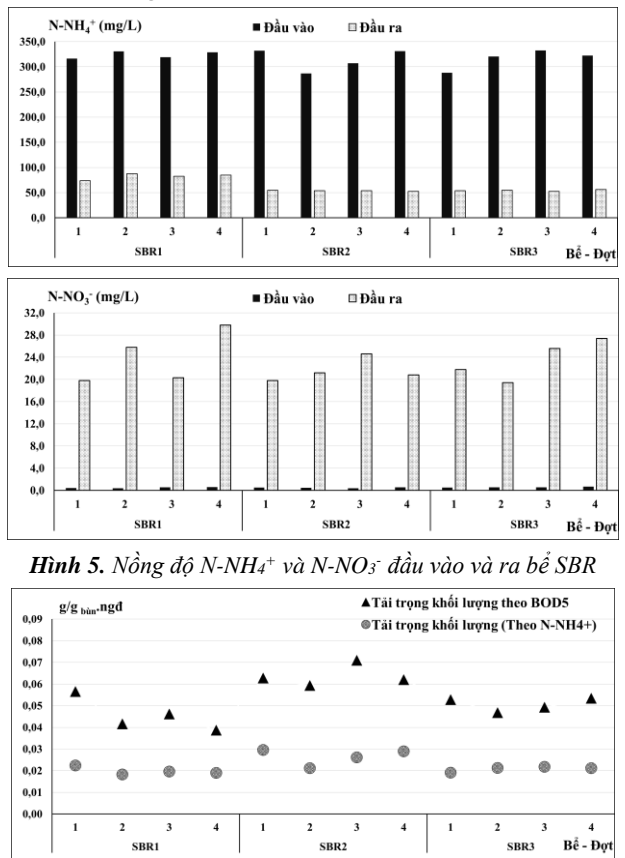 N-NH₄⁺ (mg/L) ■ Đầu vào ▫ Đầu ra
350,0
300,0
250,0
200,0
150,0
100,0
50,0
0,0
1 2 3 4 1 2 3 4 1 2 3 4
SBR1 SBR2 SBR3 Bể - Đợt
N-NO₃⁻ (mg/L) ■ Đầu vào ▫ Đầu ra
32,0
28,0
24,0
20,0
16,0
12,0
8,0
4,0
0,0
1 2 3 4 1 2 3 4 1 2 3 4
SBR1 SBR2 SBR3 Bể - Đợt
Hình 5. Nồng độ N-NH₄⁺ và N-NO₃⁻ đầu vào và ra bể SBR
g/g bùn.ngđ ▲ Tải trọng khối lượng theo BOD5
● Tải trọng khối lượng (Theo N-NH4+)
0,09
0,08
0,07
0,06
0,05
0,04
0,03
0,02
0,01
0,00
1 2 3 4 1 2 3 4 1 2 3 4
SBR1 SBR2 SBR3 Bể - Đợt